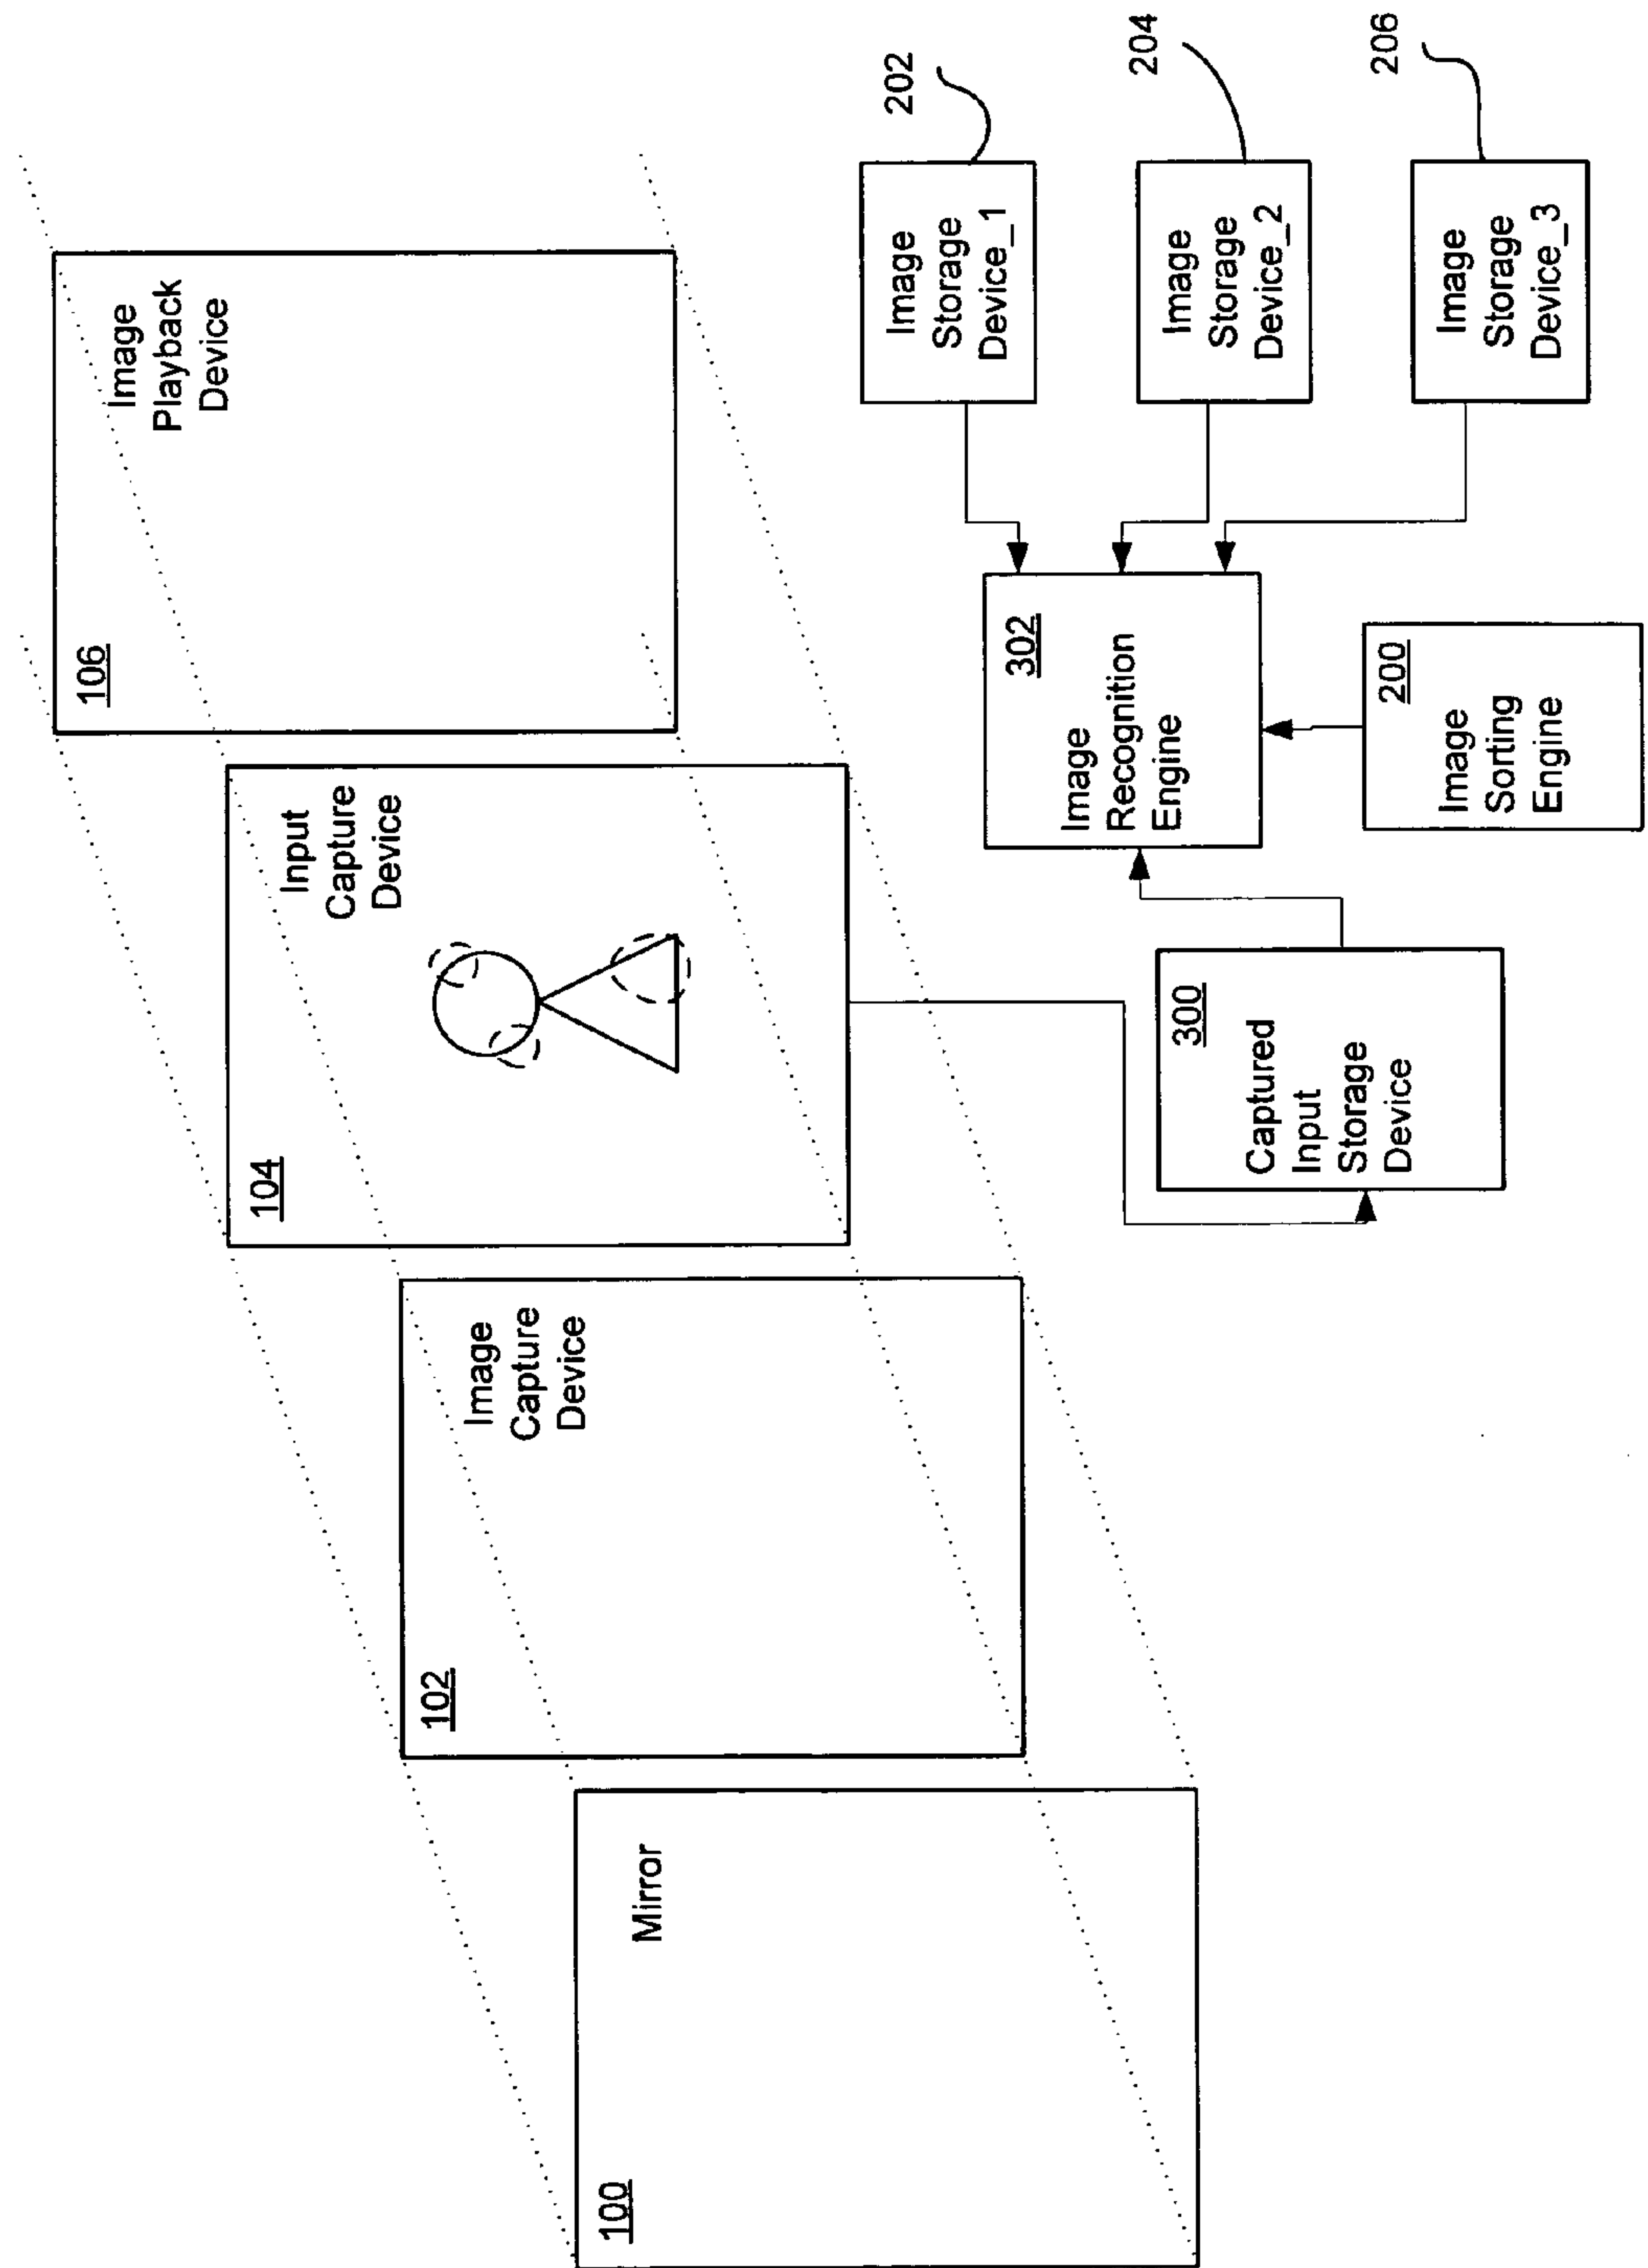 100
Mirror
102
Image
Capture
Device
104
Input
Capture
Device
106
Image
Playback
Device
300
Captured
Input
Storage
Device
302
Image
Recognition
Engine
200
Image
Sorting
Engine
Image
Storage
Device_1
202
Image
Storage
Device_2
204
Image
Storage
Device_3
206